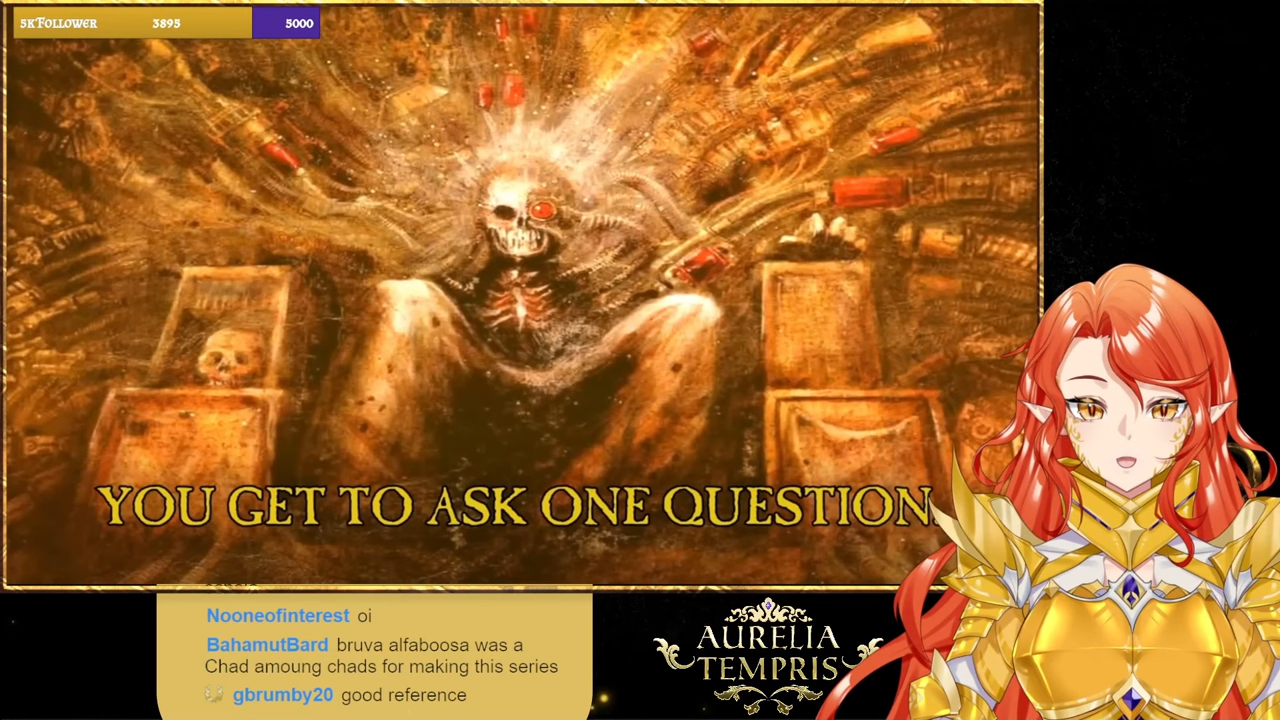 5K Follower 3895 5000
YOU GET TO ASK ONE QUESTION.
Nooneofinterest oi
BahamutBard bruva alfaboosa was a
Chad amoung chads for making this series
gbrumby20 good reference
AURELIA
TEMPRIS